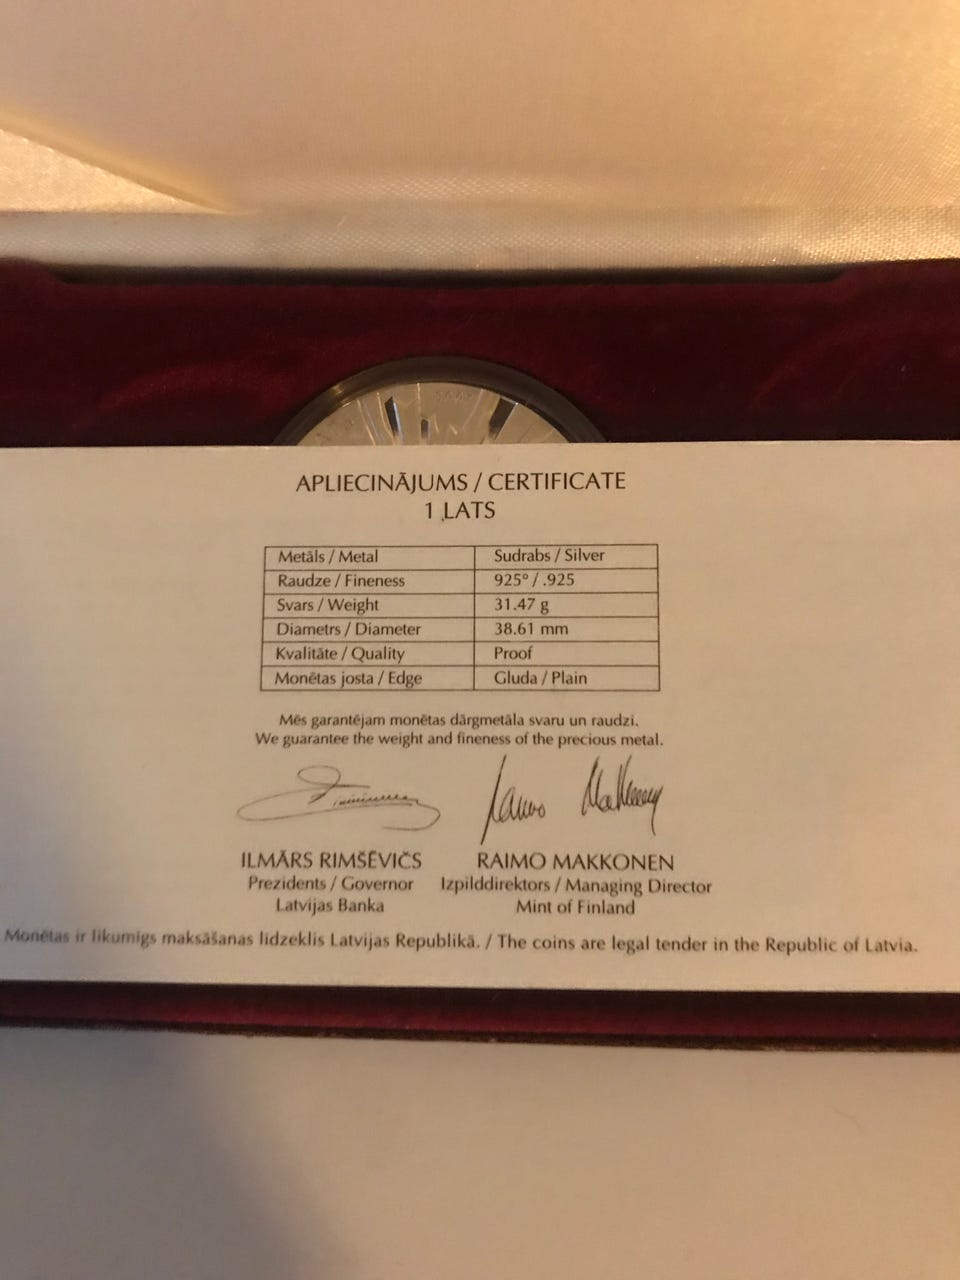 APLIECINĀJUMS / CERTIFICATE
1 LATS
Metāls / Metal Sudrabs / Silver
Raudze / Fineness 925° / .925
Svars / Weight 31.47 g
Diametrs / Diameter 38.61 mm
Kvalitāte / Quality Proof
Monētas josta / Edge Gluda / Plain
Mēs garantējam monētas dārgmetāla svaru un raudzi.
We guarantee the weight and fineness of the precious metal.
Raimo Makkonen
ILMĀRS RIMŠĒVIČS RAIMO MAKKONEN
Prezidents / Governor Izpilddirektors / Managing Director
Latvijas Banka Mint of Finland
Monētas ir likumīgs maksāšanas līdzeklis Latvijas Republikā. / The coins are legal tender in the Republic of Latvia.